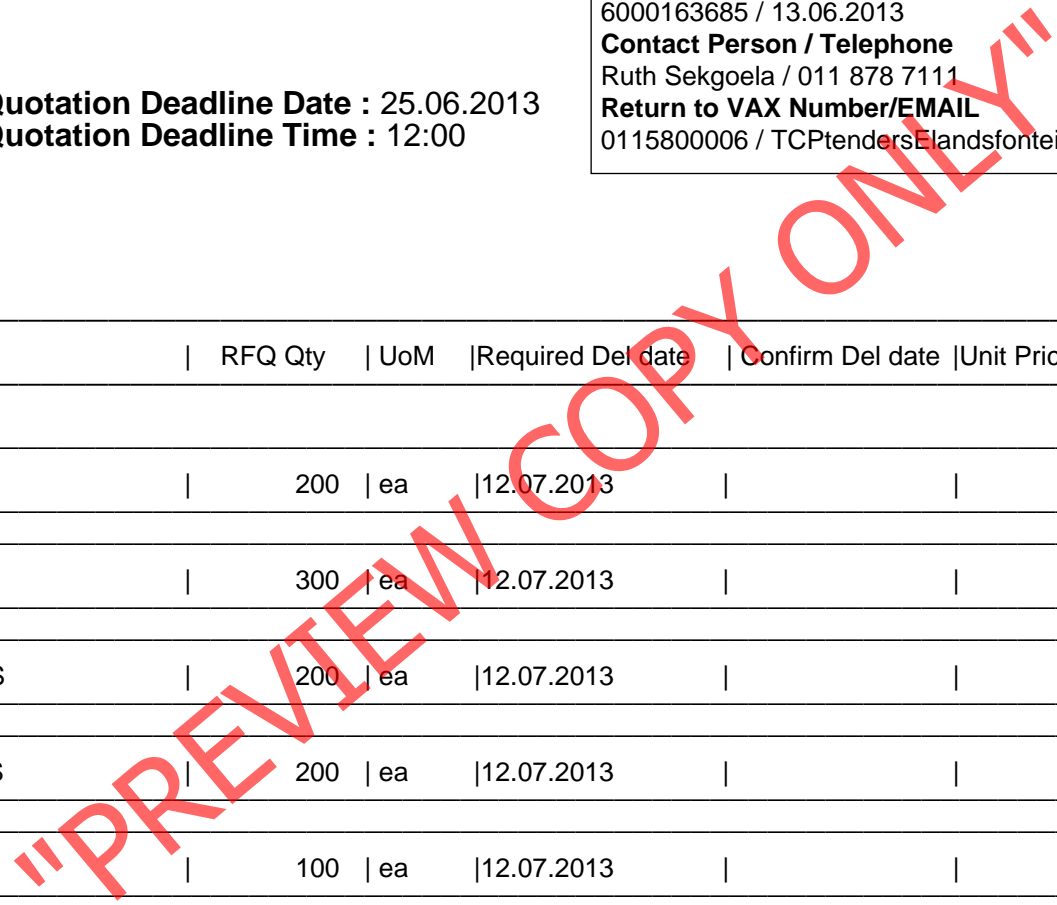 6000163685 / 13.06.2013
Contact Person / Telephone
Ruth Sekgoela / 011 878 7111
Quotation Deadline Date : 25.06.2013
Return to VAX Number/EMAIL
Quotation Deadline Time : 12:00
0115800006 / TCPtendersElandsfontei
| RFQ Qty | UoM |Required Del date | Confirm Del date |Unit Pric
| 200 | ea |12.07.2013 | |
| 300 | ea |12.07.2013 | |
S | 200 | ea |12.07.2013 | |
S | 200 | ea |12.07.2013 | |
| 100 | ea |12.07.2013 | |
"PREVIEW COPY ONLY"